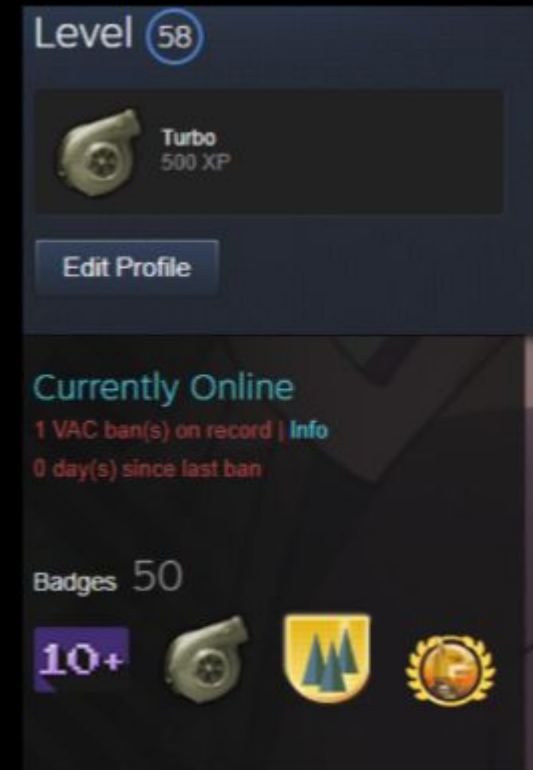 Level 58
Turbo
500 XP
Edit Profile
Currently Online
1 VAC ban(s) on record | Info
0 day(s) since last ban
Badges 50
10+